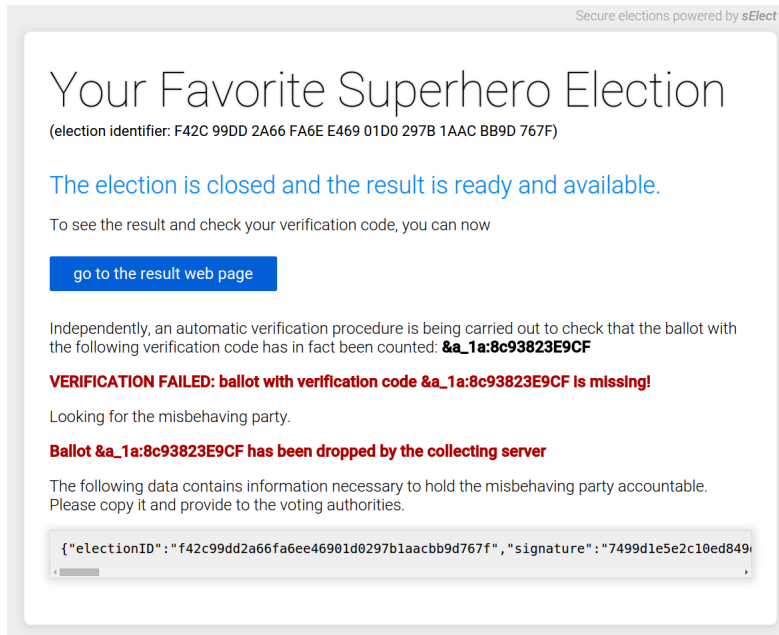 Secure elections powered by sElect
Your Favorite Superhero Election
(election identifier: F42C 99DD 2A66 FA6E E469 01D0 297B 1AAC BB9D 767F)
The election is closed and the result is ready and available.
To see the result and check your verification code, you can now
go to the result web page
Independently, an automatic verification procedure is being carried out to check that the ballot with
the following verification code has in fact been counted: &a_1a:8c93823E9CF
VERIFICATION FAILED: ballot with verification code &a_1a:8c93823E9CF is missing!
Looking for the misbehaving party.
Ballot &a_1a:8c93823E9CF has been dropped by the collecting server
The following data contains information necessary to hold the misbehaving party accountable.
Please copy it and provide to the voting authorities.
{"electionID":"f42c99dd2a66fa6ee46901d0297b1aacbb9d767f","signature":"7499d1e5e2c10ed849